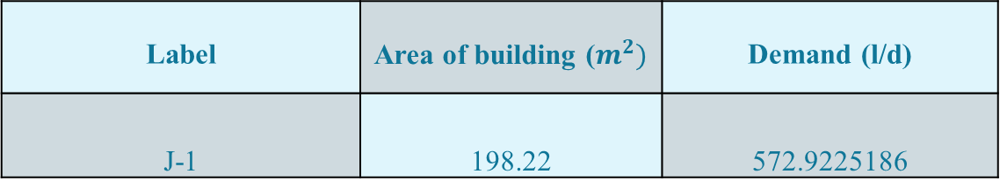 Label Area of building (m²) Demand (l/d)
J-1 198.22 572.9225186